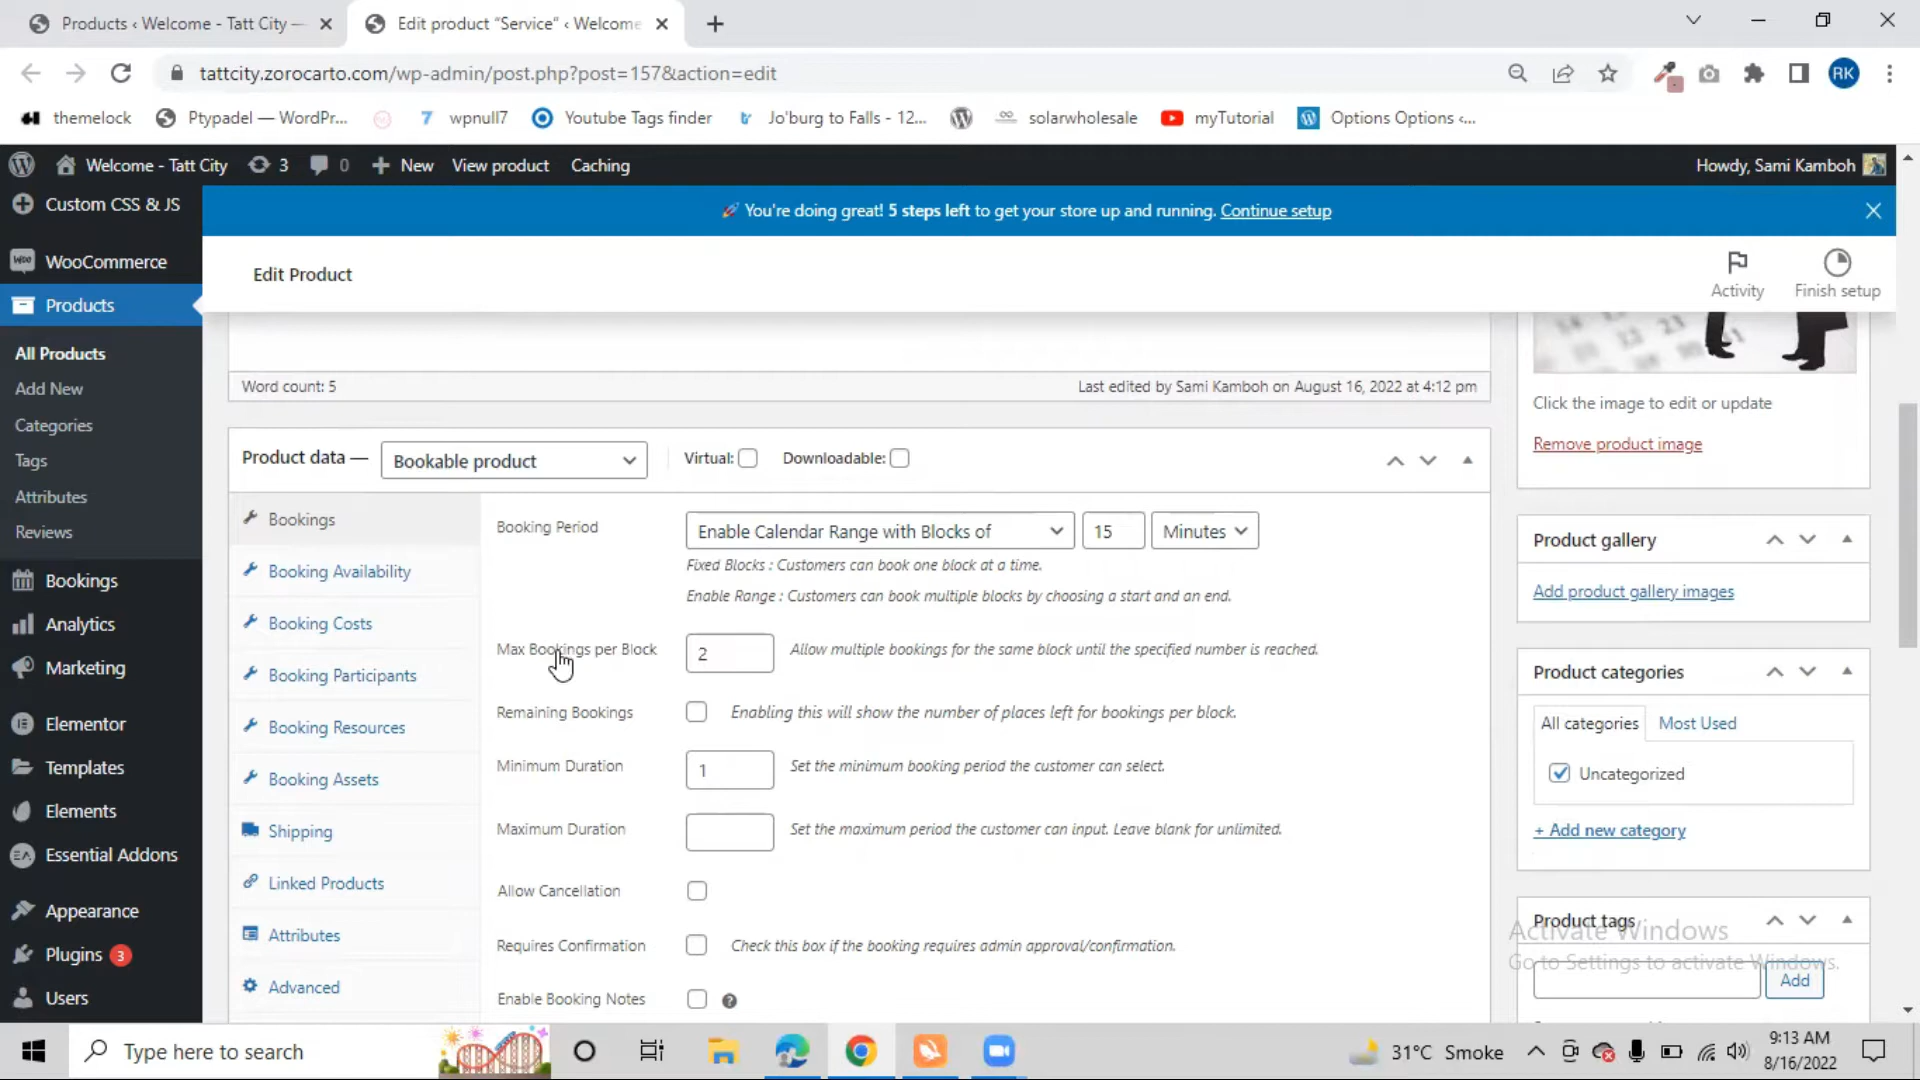 Products ‹ Welcome - Tatt City —
Edit product “Service” ‹ Welcome
tattcity.zorocarto.com/wp-admin/post.php?post=157&action=edit
RK
themelock
Ptypadel — WordPr...
wpnull7
Youtube Tags finder
Jo'burg to Falls - 12...
solarwholesale
myTutorial
Options Options ‹...
Welcome - Tatt City
3
0
New
View product
Caching
Howdy, Sami Kamboh
Custom CSS & JS
You're doing great! 5 steps left to get your store up and running. Continue setup
WooCommerce
Products
All Products
Add New
Categories
Tags
Attributes
Reviews
Bookings
Analytics
Marketing
Elementor
Templates
Elements
Essential Addons
Appearance
Plugins 3
Users
Edit Product
Activity
Finish setup
Word count: 5
Last edited by Sami Kamboh on August 16, 2022 at 4:12 pm
Product data — Bookable product
Virtual:
Downloadable:
Bookings
Booking Availability
Booking Costs
Booking Participants
Booking Resources
Booking Assets
Shipping
Linked Products
Attributes
Advanced
Booking Period
Enable Calendar Range with Blocks of
15
Minutes
Fixed Blocks : Customers can book one block at a time.
Enable Range : Customers can book multiple blocks by choosing a start and an end.
Max Bookings per Block
2
Allow multiple bookings for the same block until the specified number is reached.
Remaining Bookings
Enabling this will show the number of places left for bookings per block.
Minimum Duration
1
Set the minimum booking period the customer can select.
Maximum Duration
Set the maximum period the customer can input. Leave blank for unlimited.
Allow Cancellation
Requires Confirmation
Check this box if the booking requires admin approval/confirmation.
Enable Booking Notes
Click the image to edit or update
Remove product image
Product gallery
Add product gallery images
Product categories
All categories
Most Used
Uncategorized
+ Add new category
Product tags
Activate Windows
Go to Settings to activate Windows.
Add
Type here to search
31°C Smoke
9:13 AM
8/16/2022